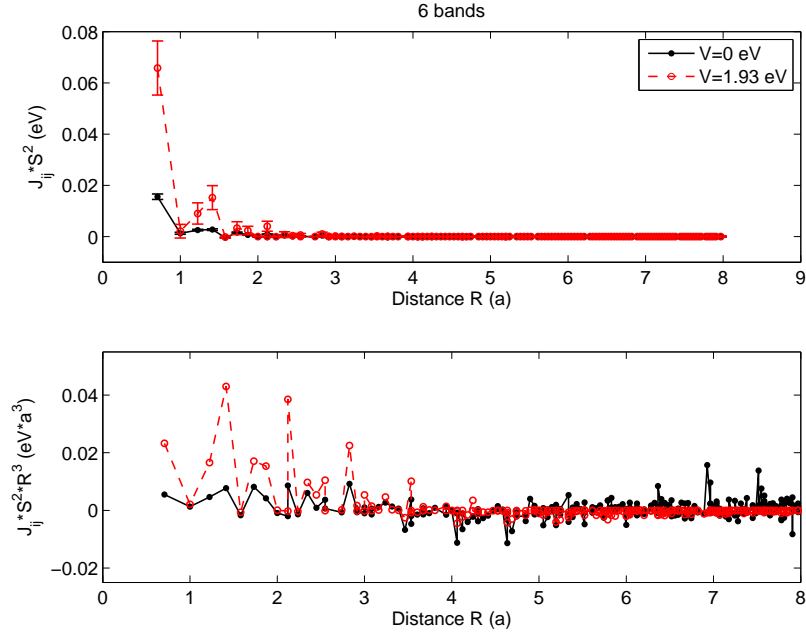 6 bands
0.08
0.06
0.04
0.02
0
J_ij*S^2 (eV)
V=0 eV
V=1.93 eV
0 1 2 3 4 5 6 7 8 9
Distance R (a)
0.04
0.02
0
−0.02
J_ij*S^2*R^3 (eV*a^3)
0 1 2 3 4 5 6 7 8
Distance R (a)